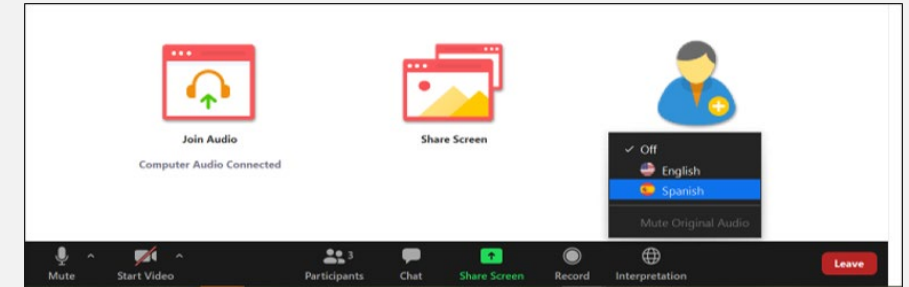 Join Audio
Computer Audio Connected
Share Screen
Off
English
Spanish
Mute Original Audio
Mute
Start Video
3
Participants
Chat
Share Screen
Record
Interpretation
Leave